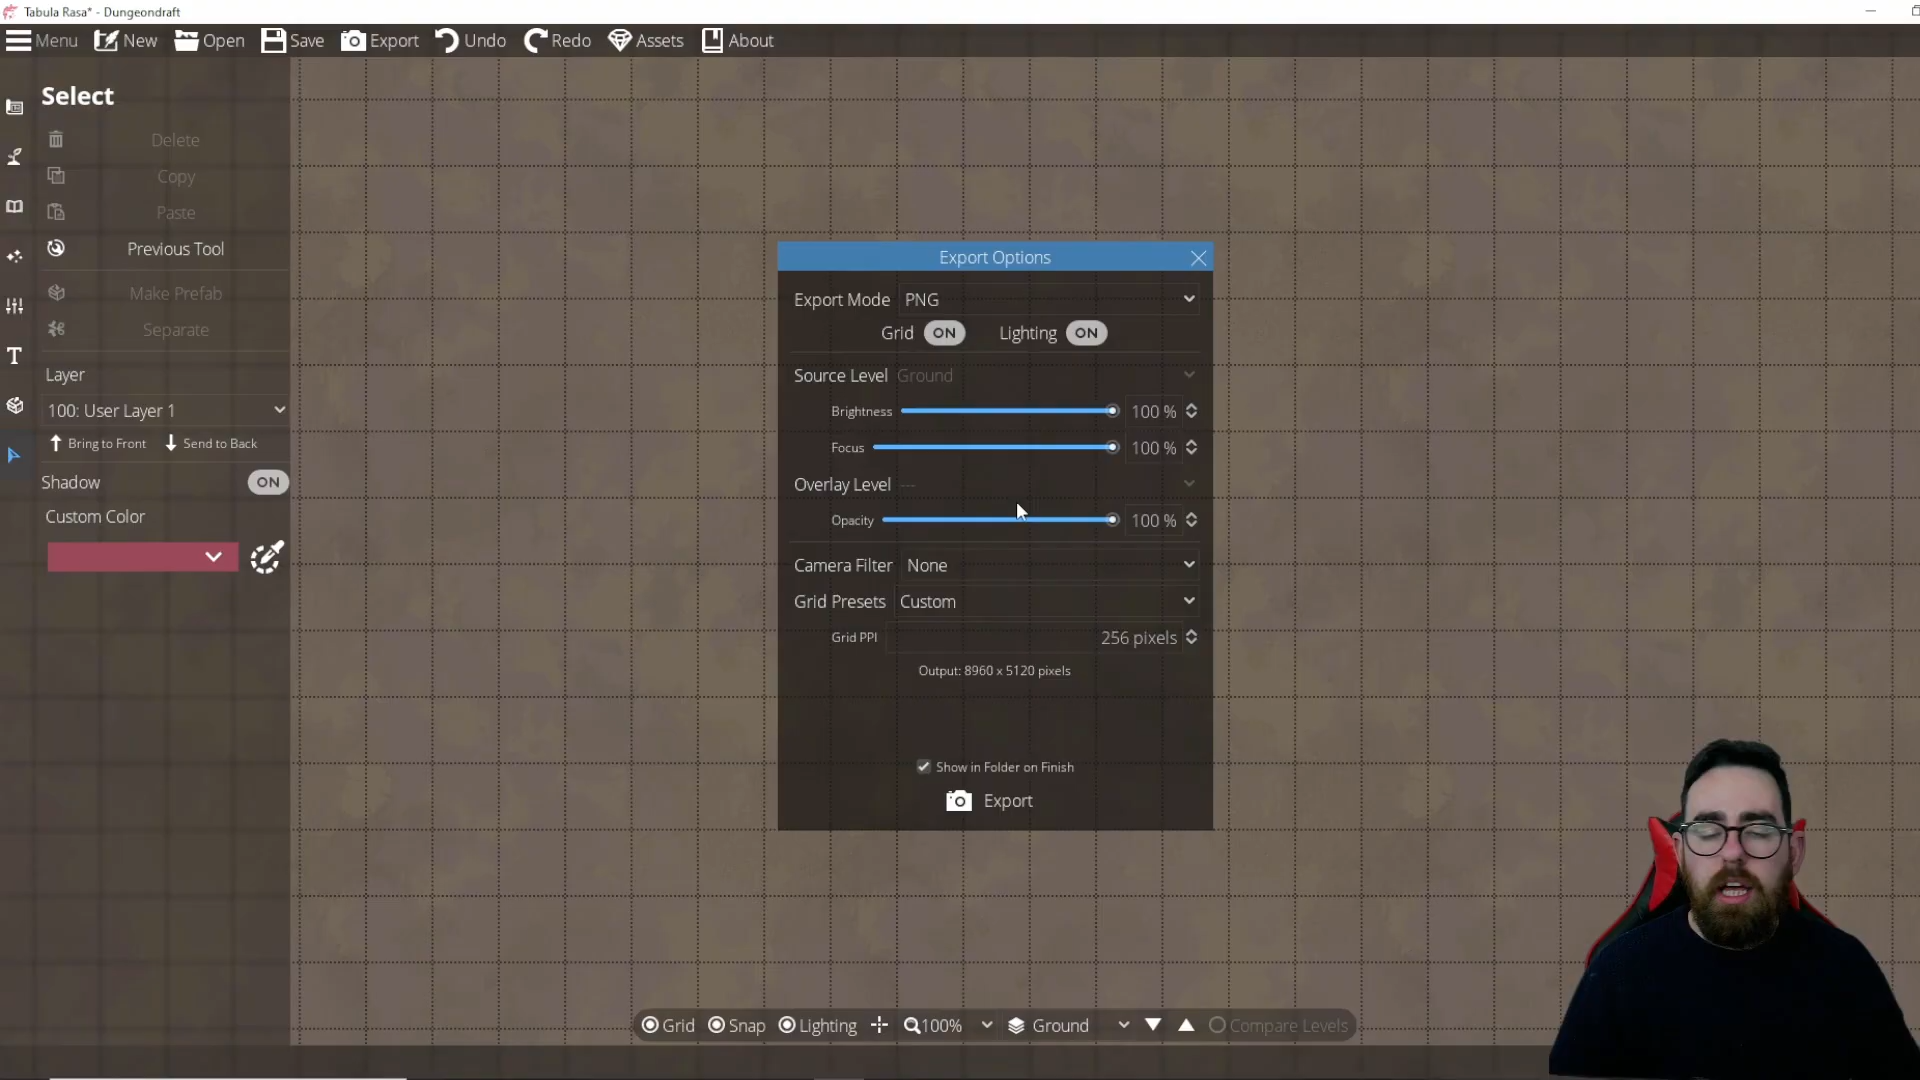 Tabula Rasa* - Dungeondraft
Menu New Open Save Export Undo Redo Assets About
Select
Delete
Copy
Paste
Previous Tool
Make Prefab
Separate
Layer
100: User Layer 1
Bring to Front Send to Back
Shadow ON
Custom Color
Export Options
Export Mode PNG
Grid ON Lighting ON
Source Level Ground
Brightness 100 %
Focus 100 %
Overlay Level ---
Opacity 100 %
Camera Filter None
Grid Presets Custom
Grid PPI 256 pixels
Output: 8960 x 5120 pixels
Show in Folder on Finish
Export
Grid Snap Lighting 100% Ground Compare Levels